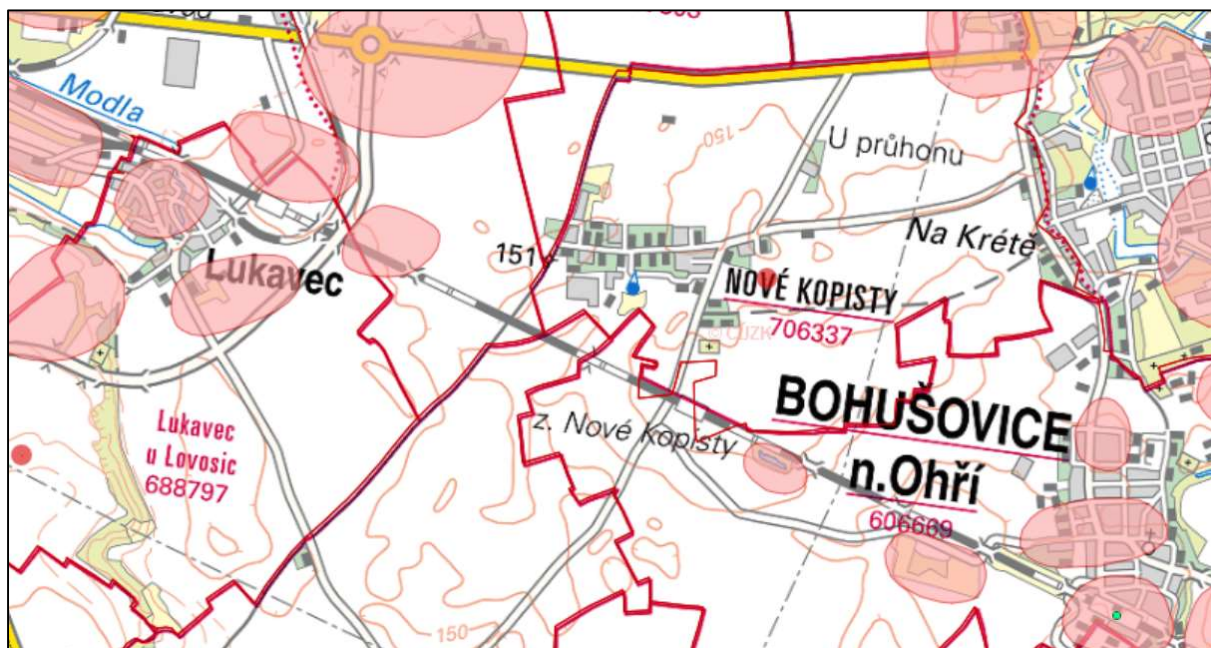 Modla
U průhonu
Na Krétě
151
Lukavec
NOVÉ KOPISTY
© ČÚZK
706337
BOHUŠOVICE
n.Ohří
606669
z. Nové Kopisty
Lukavec
u Lovosic
688797
150
150